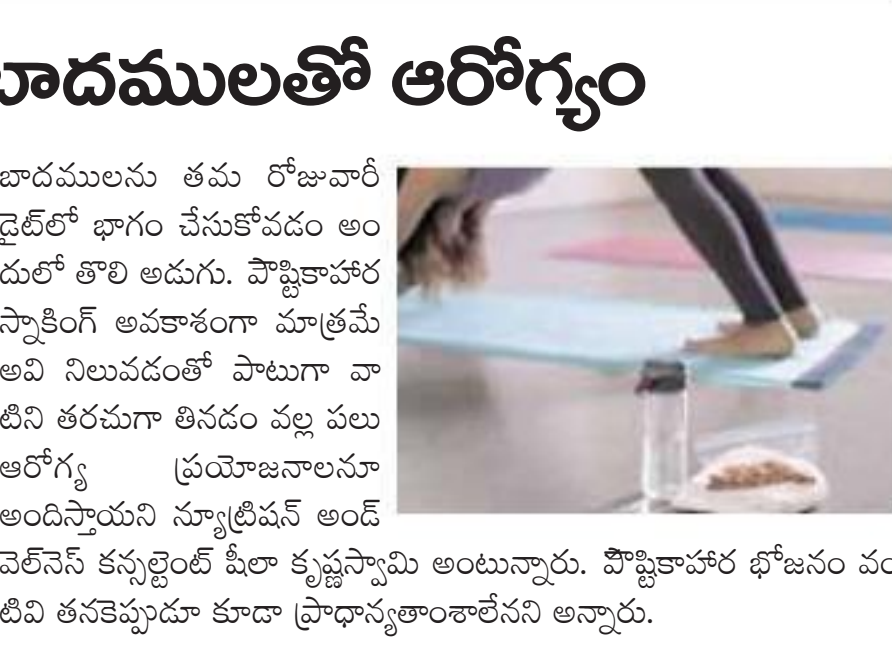 బాదములతో ఆరోగ్యం
బాదములను తమ రోజువారీ
డైట్‌లో భాగం చేసుకోవడం అం
దులో తొలి అడుగు. పౌష్టికాహార
స్నాకింగ్ అవకాశంగా మాత్రమే
అవి నిలువడంతో పాటుగా వా
టిని తరచుగా తినడం వల్ల పలు
ఆరోగ్య ప్రయోజనాలనూ
అందిస్తాయని న్యూట్రిషన్ అండ్
వెల్‌నెస్ కన్సల్టెంట్ షీలా కృష్ణస్వామి అంటున్నారు. పౌష్టికాహార భోజనం వం
టివి తనకెప్పుడూ కూడా ప్రాధాన్యతాంశాలేనని అన్నారు.